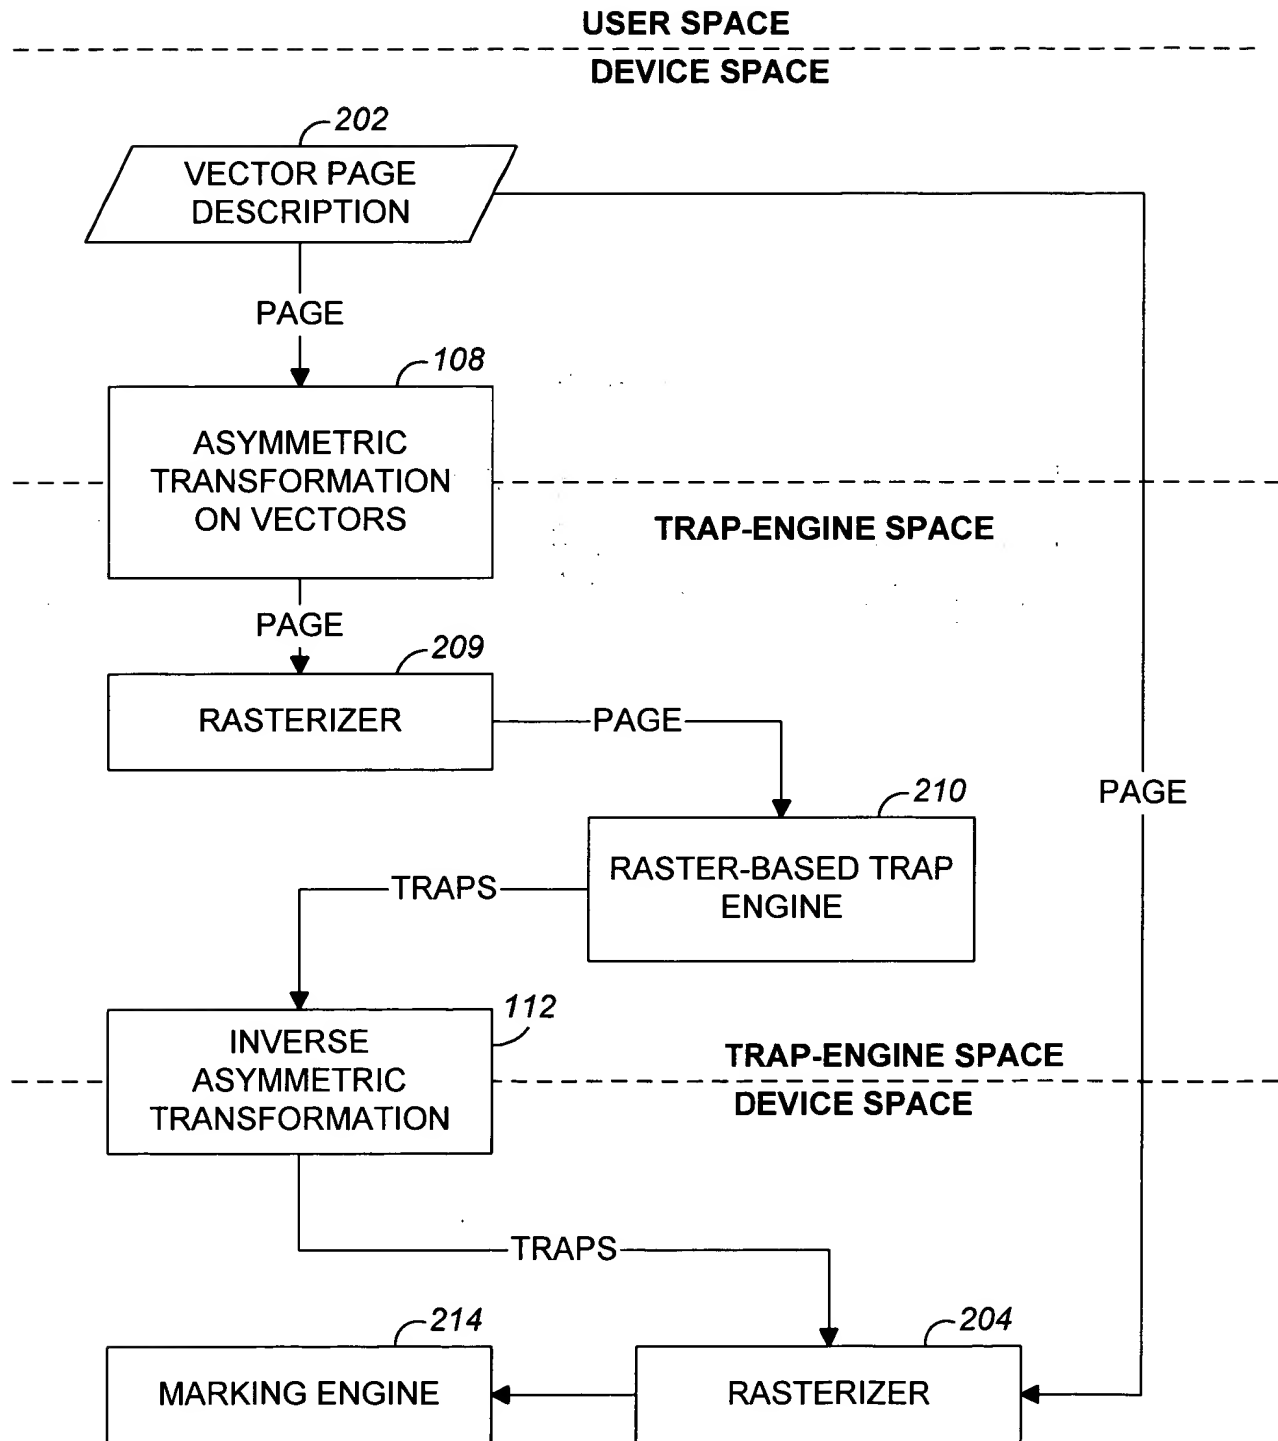 USER SPACE
DEVICE SPACE
202
VECTOR PAGE
DESCRIPTION
PAGE
108
ASYMMETRIC
TRANSFORMATION
ON VECTORS
TRAP-ENGINE SPACE
PAGE
209
RASTERIZER
PAGE
PAGE
210
RASTER-BASED TRAP
ENGINE
TRAPS
112
INVERSE
ASYMMETRIC
TRANSFORMATION
TRAP-ENGINE SPACE
DEVICE SPACE
TRAPS
214
MARKING ENGINE
204
RASTERIZER